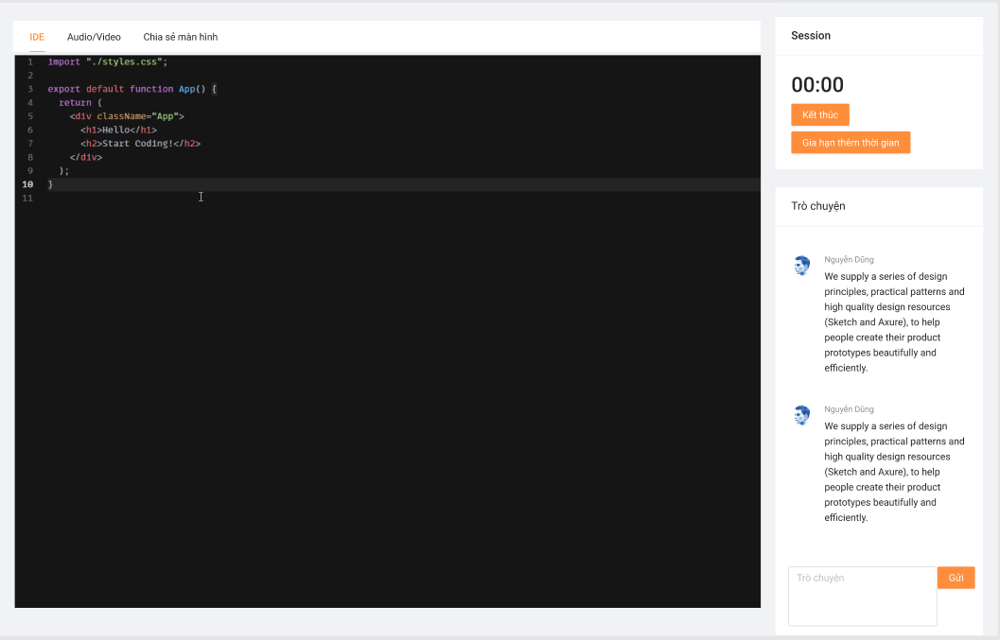 IDE Audio/Video Chia sẻ màn hình
1 import "./styles.css";
2
3 export default function App() {
4 return (
5 <div className="App">
6 <h1>Hello</h1>
7 <h2>Start Coding!</h2>
8 </div>
9 );
10 }
11
Session
00:00
Kết thúc
Gia hạn thêm thời gian
Trò chuyện
Nguyễn Dũng
We supply a series of design
principles, practical patterns and
high quality design resources
(Sketch and Axure), to help
people create their product
prototypes beautifully and
efficiently.
Nguyễn Dũng
We supply a series of design
principles, practical patterns and
high quality design resources
(Sketch and Axure), to help
people create their product
prototypes beautifully and
efficiently.
Trò chuyện
Gửi